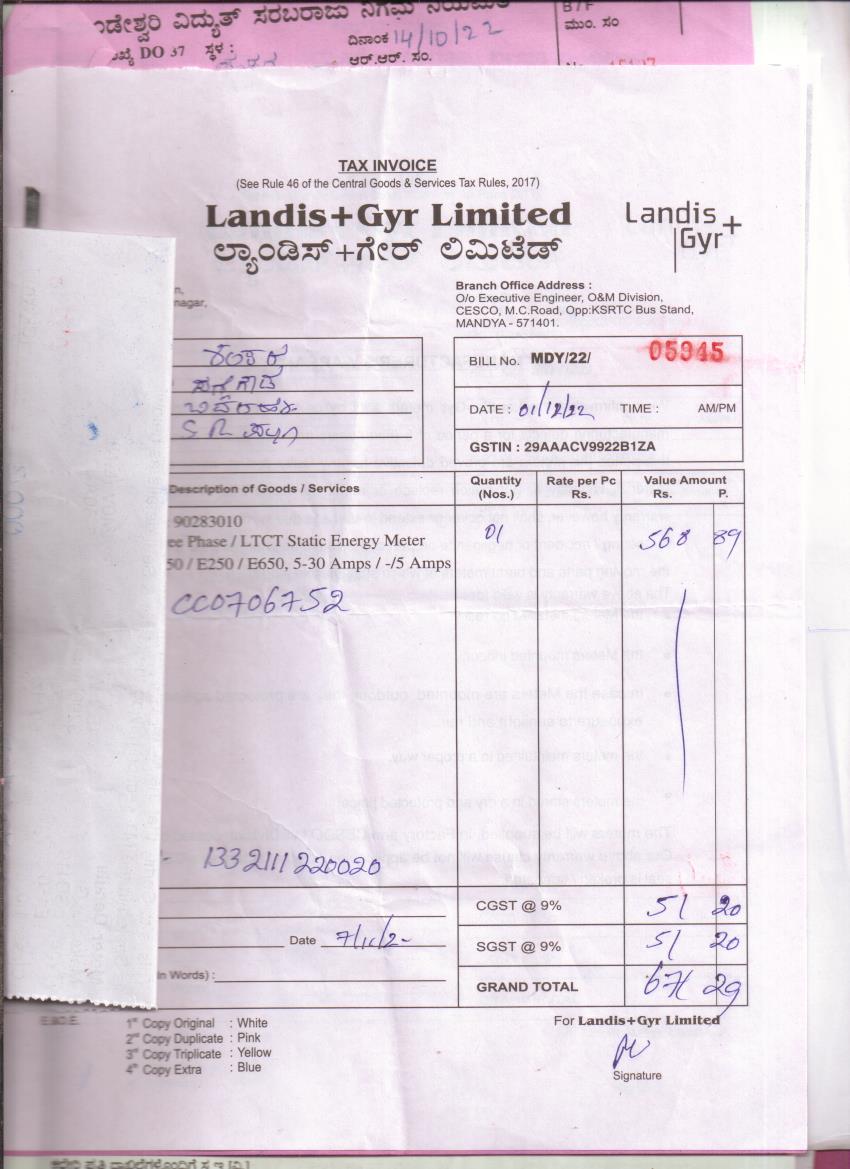 ವಿದ್ಯುತ್ ಸರಬರಾಜು ನಿಗಮ
DO 37 ಸ್ಥಳ :
ದಿನಾಂಕ 14/10/22
ಆರ್.ಆರ್. ಸಂ.
ಮುಂ. ಸಂ
TAX INVOICE
(See Rule 46 of the Central Goods & Services Tax Rules, 2017)
Landis+Gyr Limited
ಲ್ಯಾಂಡಿಸ್+ಗೇರ್ ಲಿಮಿಟೆಡ್
Landis+
Gyr
nagar,
Branch Office Address :
O/o Executive Engineer, O&M Division,
CESCO, M.C.Road, Opp:KSRTC Bus Stand,
MANDYA - 571401.
BILL No. MDY/22/ 05945
DATE : 01/12/22 TIME : AM/PM
GSTIN : 29AAACV9922B1ZA
Description of Goods / Services Quantity (Nos.) Rate per Pc Rs. Value Amount Rs. P.
90283010
ee Phase / LTCT Static Energy Meter 01 568 89
50 / E250 / E650, 5-30 Amps / -/5 Amps
CC0706752
1332111220020
CGST @ 9% 51 20
Date 7/11/2-
SGST @ 9% 51 20
in Words) :
GRAND TOTAL 671 29
E.&O.E.
1st Copy Original : White
2nd Copy Duplicate : Pink
3rd Copy Triplicate : Yellow
4th Copy Extra : Blue
For Landis+Gyr Limited
Signature